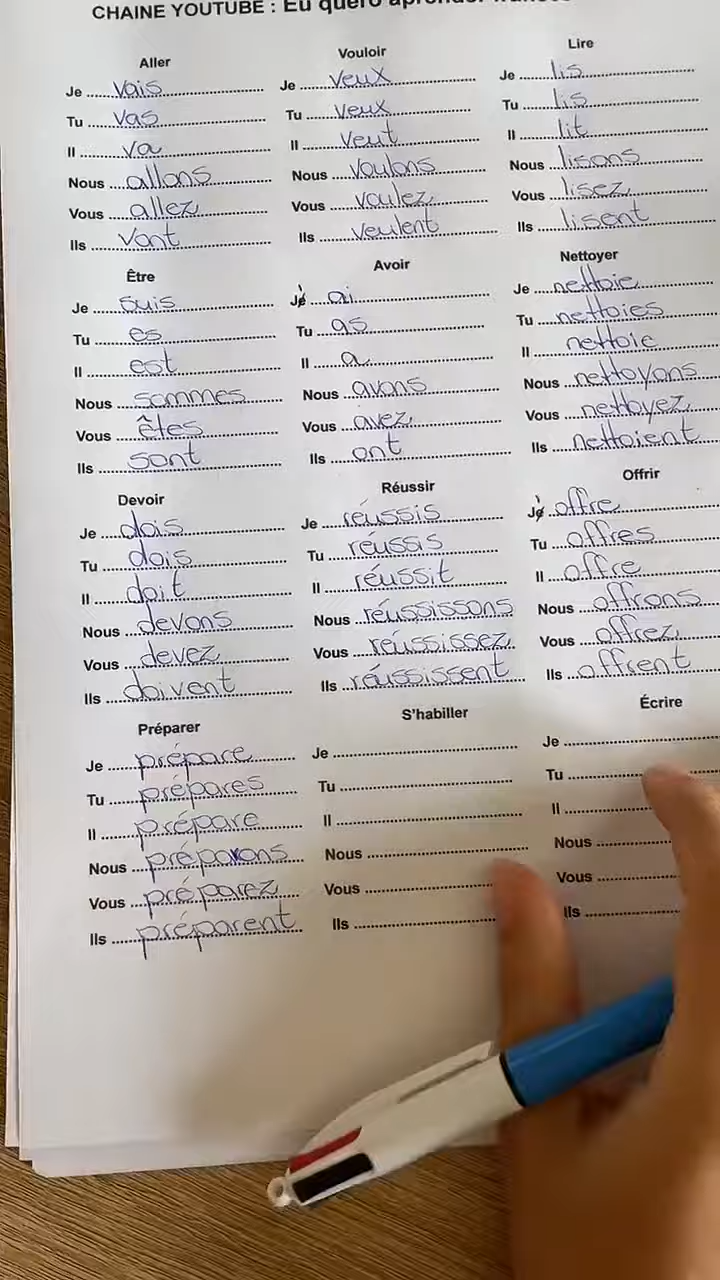 CHAINE YOUTUBE : Eu quero aprender
Aller
Je vais
Tu vas
Il va
Nous allons
Vous allez
Ils vont
Vouloir
Je veux
Tu veux
Il veut
Nous voulons
Vous voulez
Ils veulent
Lire
Je lis
Tu lis
Il lit
Nous lisons
Vous lisez
Ils lisent
Être
Je suis
Tu es
Il est
Nous sommes
Vous êtes
Ils sont
Avoir
J' ai
Tu as
Il a
Nous avons
Vous avez
Ils ont
Nettoyer
Je nettoie
Tu nettoies
Il nettoie
Nous nettoyons
Vous nettoyez
Ils nettoient
Devoir
Je dois
Tu dois
Il doit
Nous devons
Vous devez
Ils doivent
Réussir
Je réussis
Tu réussis
Il réussit
Nous réussissons
Vous réussissez
Ils réussissent
Offrir
J' offre
Tu offres
Il offre
Nous offrons
Vous offrez
Ils offrent
Préparer
Je prépare
Tu prépares
Il prépare
Nous préparons
Vous préparez
Ils préparent
S'habiller
Je
Tu
Il
Nous
Vous
Ils
Écrire
Je
Tu
Il
Nous
Vous
Ils